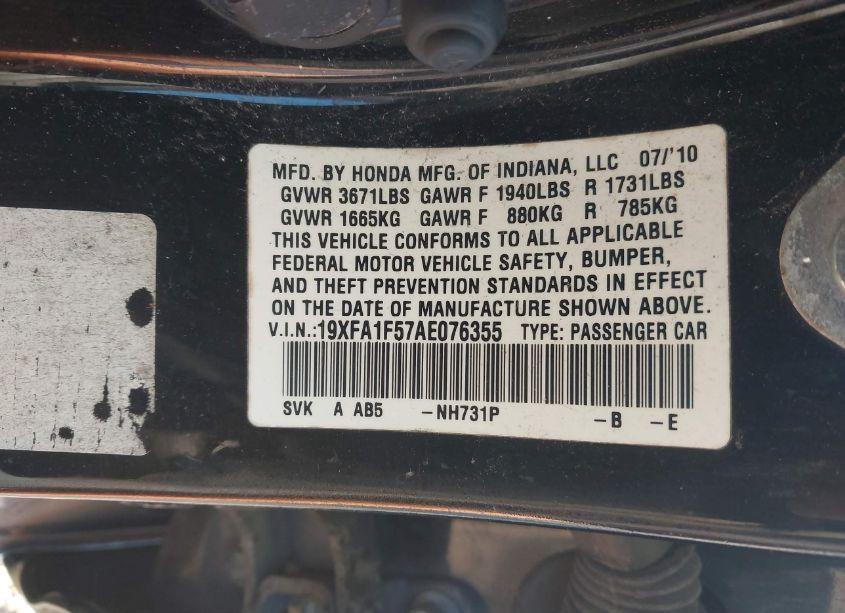 MFD. BY HONDA MFG. OF INDIANA, LLC 07/'10
GVWR 3671LBS GAWR F 1940LBS R 1731LBS
GVWR 1665KG GAWR F 880KG R 785KG
THIS VEHICLE CONFORMS TO ALL APPLICABLE
FEDERAL MOTOR VEHICLE SAFETY, BUMPER,
AND THEFT PREVENTION STANDARDS IN EFFECT
ON THE DATE OF MANUFACTURE SHOWN ABOVE.
V.I.N.:19XFA1F57AE076355 TYPE: PASSENGER CAR
SVK A AB5 -NH731P -B -E